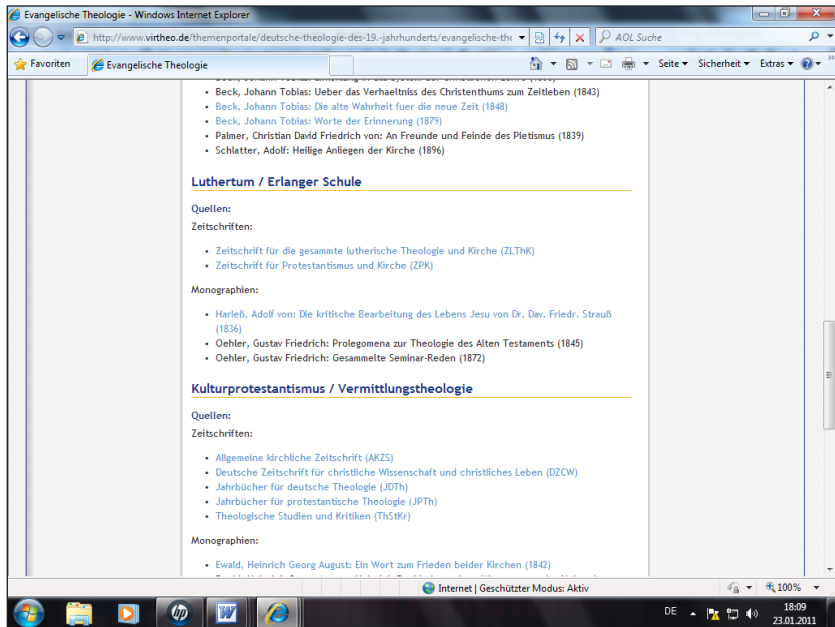 Evangelische Theologie - Windows Internet Explorer
http://www.virtheo.de/themenportale/deutsche-theologie-des-19.-jahrhunderts/evangelische-the
AOL Suche
Favoriten
Evangelische Theologie
Seite
Sicherheit
Extras
• Beck, Johann Tobias: Ueber das Verhaeltniss des Christenthums zum Zeitleben (1843)
• Beck, Johann Tobias: Die alte Wahrheit fuer die neue Zeit (1848)
• Beck, Johann Tobias: Worte der Erinnerung (1879)
• Palmer, Christian David Friedrich von: An Freunde und Feinde des Pietismus (1839)
• Schlatter, Adolf: Heilige Anliegen der Kirche (1896)
Luthertum / Erlanger Schule
Quellen:
Zeitschriften:
• Zeitschrift für die gesammte lutherische Theologie und Kirche (ZLThK)
• Zeitschrift für Protestantismus und Kirche (ZPK)
Monographien:
• Harleß, Adolf von: Die kritische Bearbeitung des Lebens Jesu von Dr. Dav. Friedr. Strauß
(1836)
• Oehler, Gustav Friedrich: Prolegomena zur Theologie des Alten Testaments (1845)
• Oehler, Gustav Friedrich: Gesammelte Seminar-Reden (1872)
Kulturprotestantismus / Vermittlungstheologie
Quellen:
Zeitschriften:
• Allgemeine kirchliche Zeitschrift (AKZS)
• Deutsche Zeitschrift für christliche Wissenschaft und christliches Leben (DZCW)
• Jahrbücher für deutsche Theologie (JDTh)
• Jahrbücher für protestantische Theologie (JPTh)
• Theologische Studien und Kritiken (ThStKr)
Monographien:
• Ewald, Heinrich Georg August: Ein Wort zum Frieden beider Kirchen (1842)
Internet | Geschützter Modus: Aktiv
100%
hp
W
DE
18:09
23.01.2011